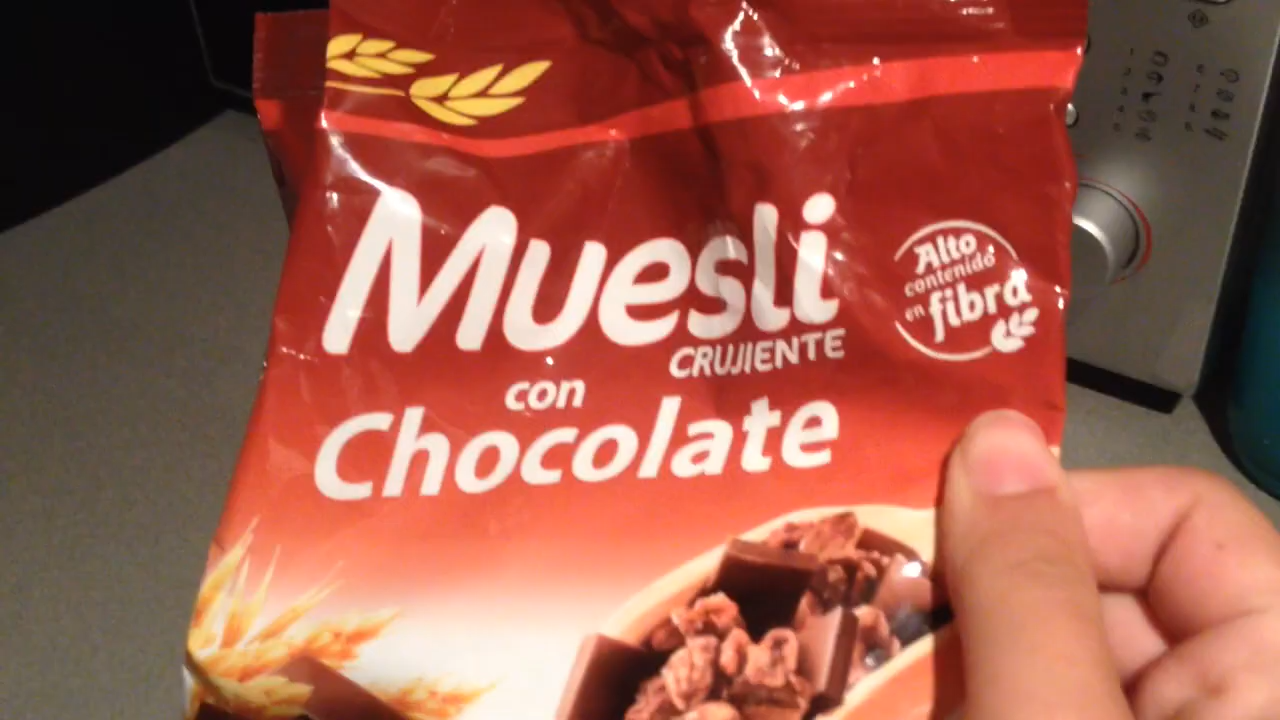 Muesli
CRUJIENTE
con
Chocolate
Alto
contenido
en fibra